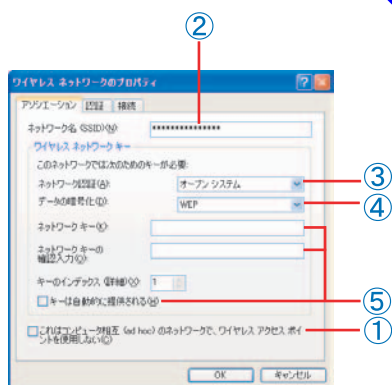 ②
ワイヤレス ネットワークのプロパティ
アソシエーション 認証 接続
ネットワーク名 (SSID)(N): ***************
ワイヤレス ネットワーク キー
このネットワークでは次のためのキーが必要:
ネットワーク認証(A): オープン システム ③
データの暗号化(D): WEP ④
ネットワーク キー(K):
ネットワーク キーの
確認入力(O):
キーのインデックス (詳細)(X): 1
キーは自動的に提供される(H) ⑤
これはコンピュータ相互 (ad hoc) のネットワークで、ワイヤレス アクセス ポイ ①
ントを使用しない(C)
OK キャンセル